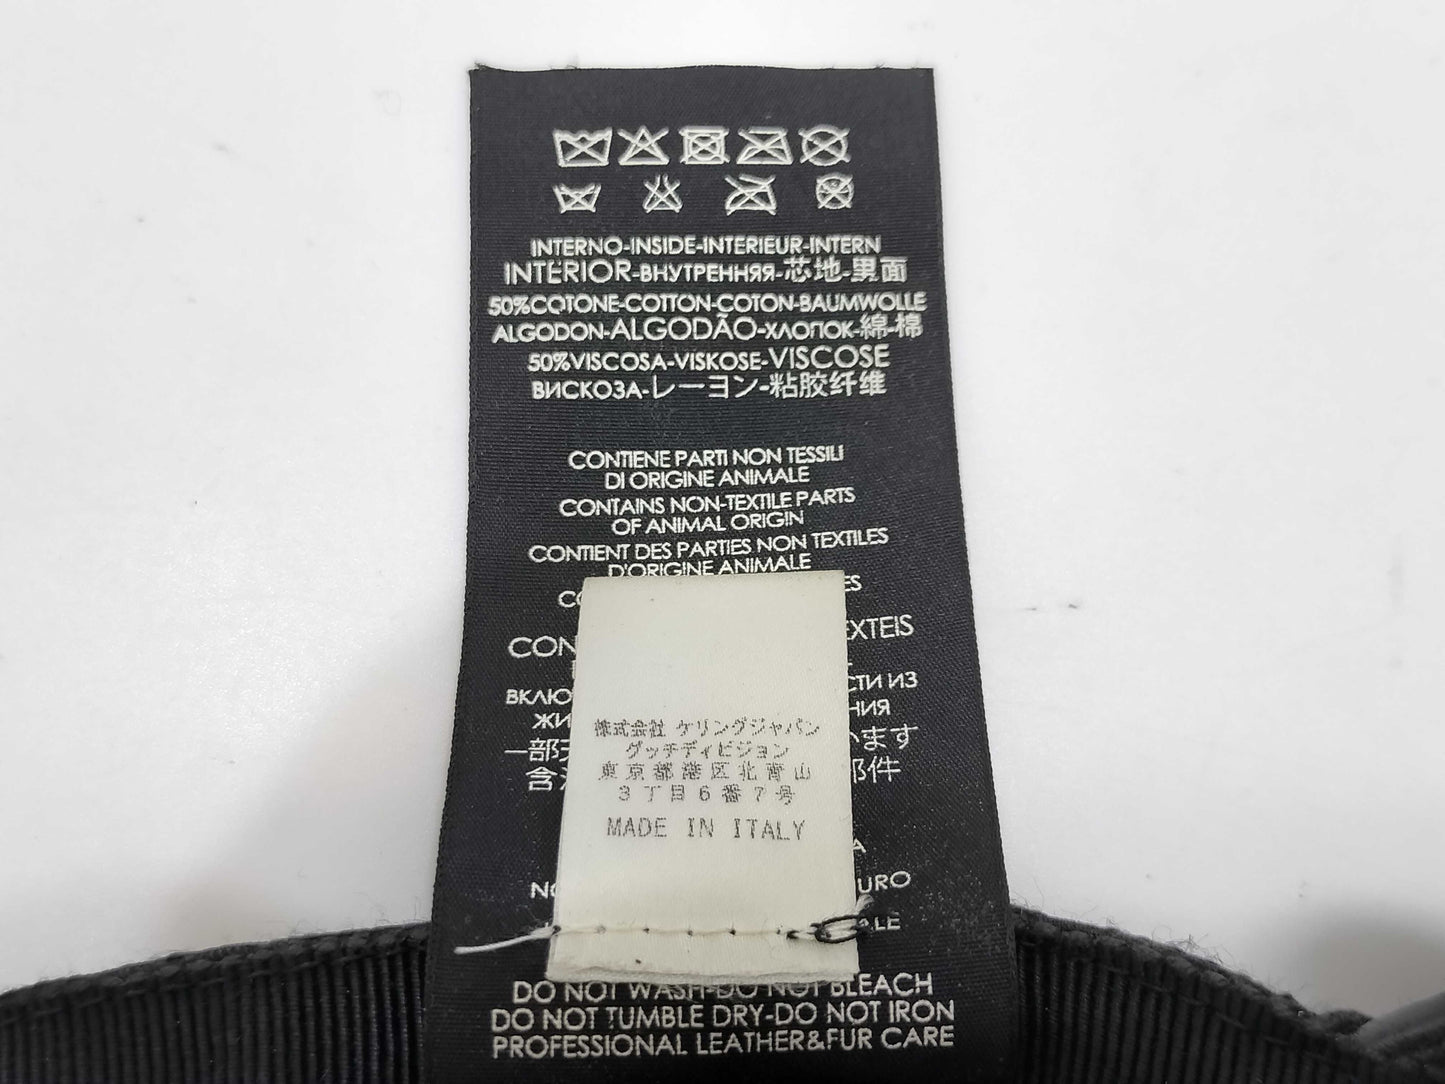 INTERNO-INSIDE-INTERIEUR-INTERN
INTERIOR-ВНУТРЕННЯЯ-芯地-里面
50%COTONE-COTTON-COTON-BAUMWOLLE
ALGODON-ALGODÃO-ХЛОПОК-綿-棉
50%VISCOSA-VISKOSE-VISCOSE
ВИСКОЗА-レーヨン-粘胶纤维
CONTIENE PARTI NON TESSILI
DI ORIGINE ANIMALE
CONTAINS NON-TEXTILE PARTS
OF ANIMAL ORIGIN
CONTIENT DES PARTIES NON TEXTILES
D'ORIGINE ANIMALE
株式会社 ケリングジャパン
グッチディビジョン
東京都港区北青山
3丁目6番7号
MADE IN ITALY
DO NOT WASH-DO NOT BLEACH
DO NOT TUMBLE DRY-DO NOT IRON
PROFESSIONAL LEATHER&FUR CARE